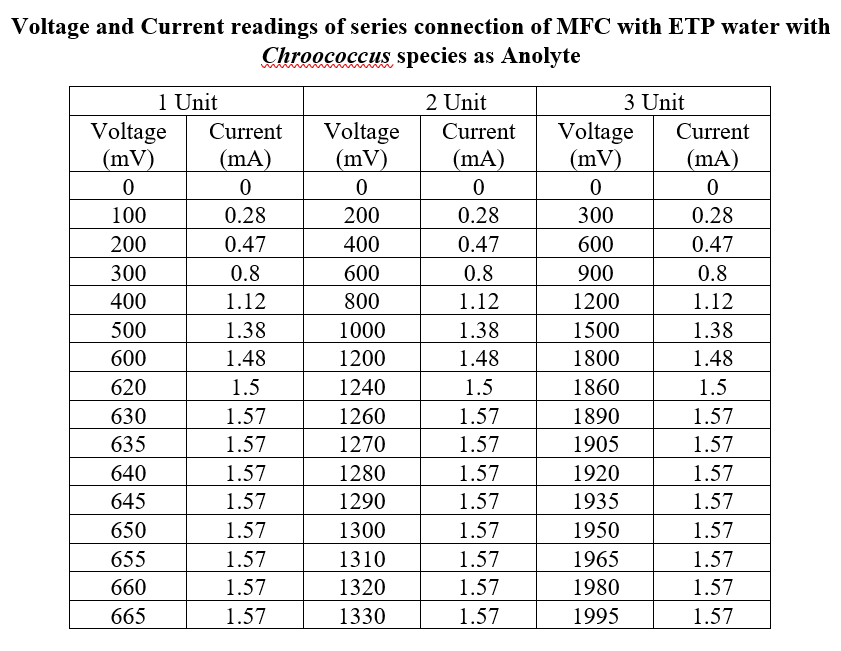 Voltage and Current readings of series connection of MFC with ETP water with
Chroococcus species as Anolyte
1 Unit 2 Unit 3 Unit
Voltage (mV) Current (mA) Voltage (mV) Current (mA) Voltage (mV) Current (mA)
0 0 0 0 0 0
100 0.28 200 0.28 300 0.28
200 0.47 400 0.47 600 0.47
300 0.8 600 0.8 900 0.8
400 1.12 800 1.12 1200 1.12
500 1.38 1000 1.38 1500 1.38
600 1.48 1200 1.48 1800 1.48
620 1.5 1240 1.5 1860 1.5
630 1.57 1260 1.57 1890 1.57
635 1.57 1270 1.57 1905 1.57
640 1.57 1280 1.57 1920 1.57
645 1.57 1290 1.57 1935 1.57
650 1.57 1300 1.57 1950 1.57
655 1.57 1310 1.57 1965 1.57
660 1.57 1320 1.57 1980 1.57
665 1.57 1330 1.57 1995 1.57